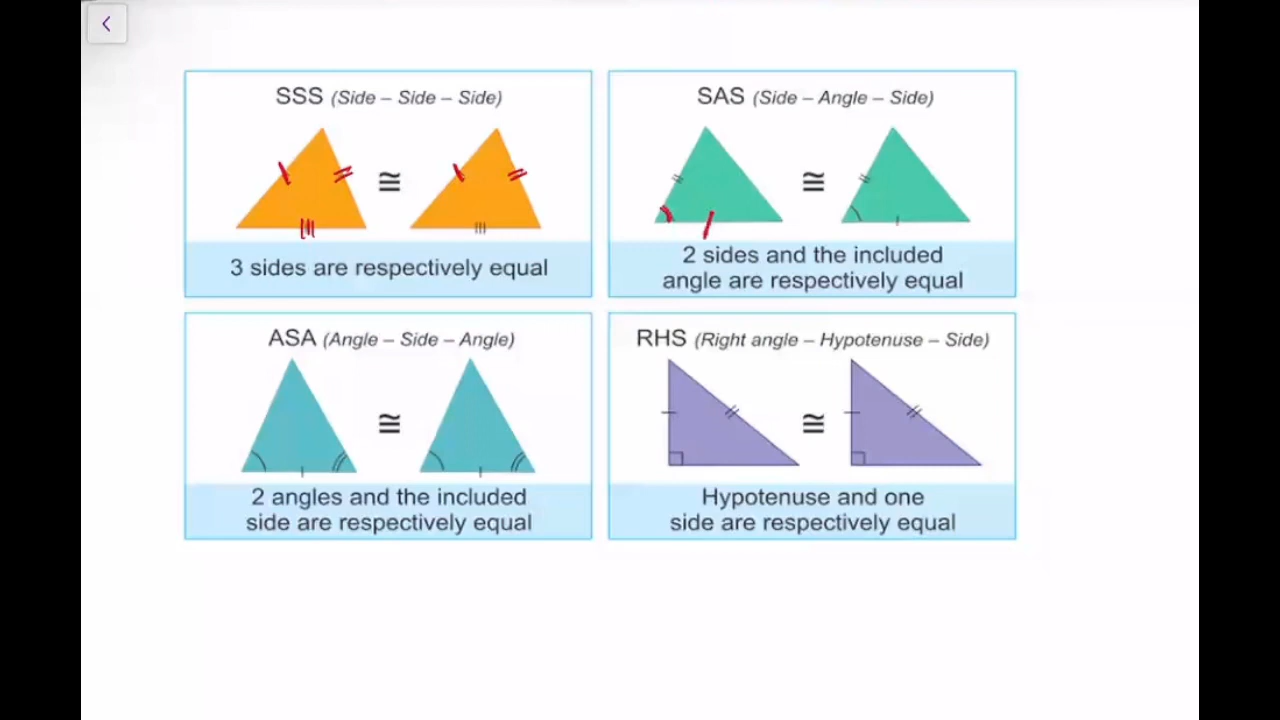 SSS (Side – Side – Side)
≅
3 sides are respectively equal
SAS (Side – Angle – Side)
≅
2 sides and the included
angle are respectively equal
ASA (Angle – Side – Angle)
≅
2 angles and the included
side are respectively equal
RHS (Right angle – Hypotenuse – Side)
≅
Hypotenuse and one
side are respectively equal